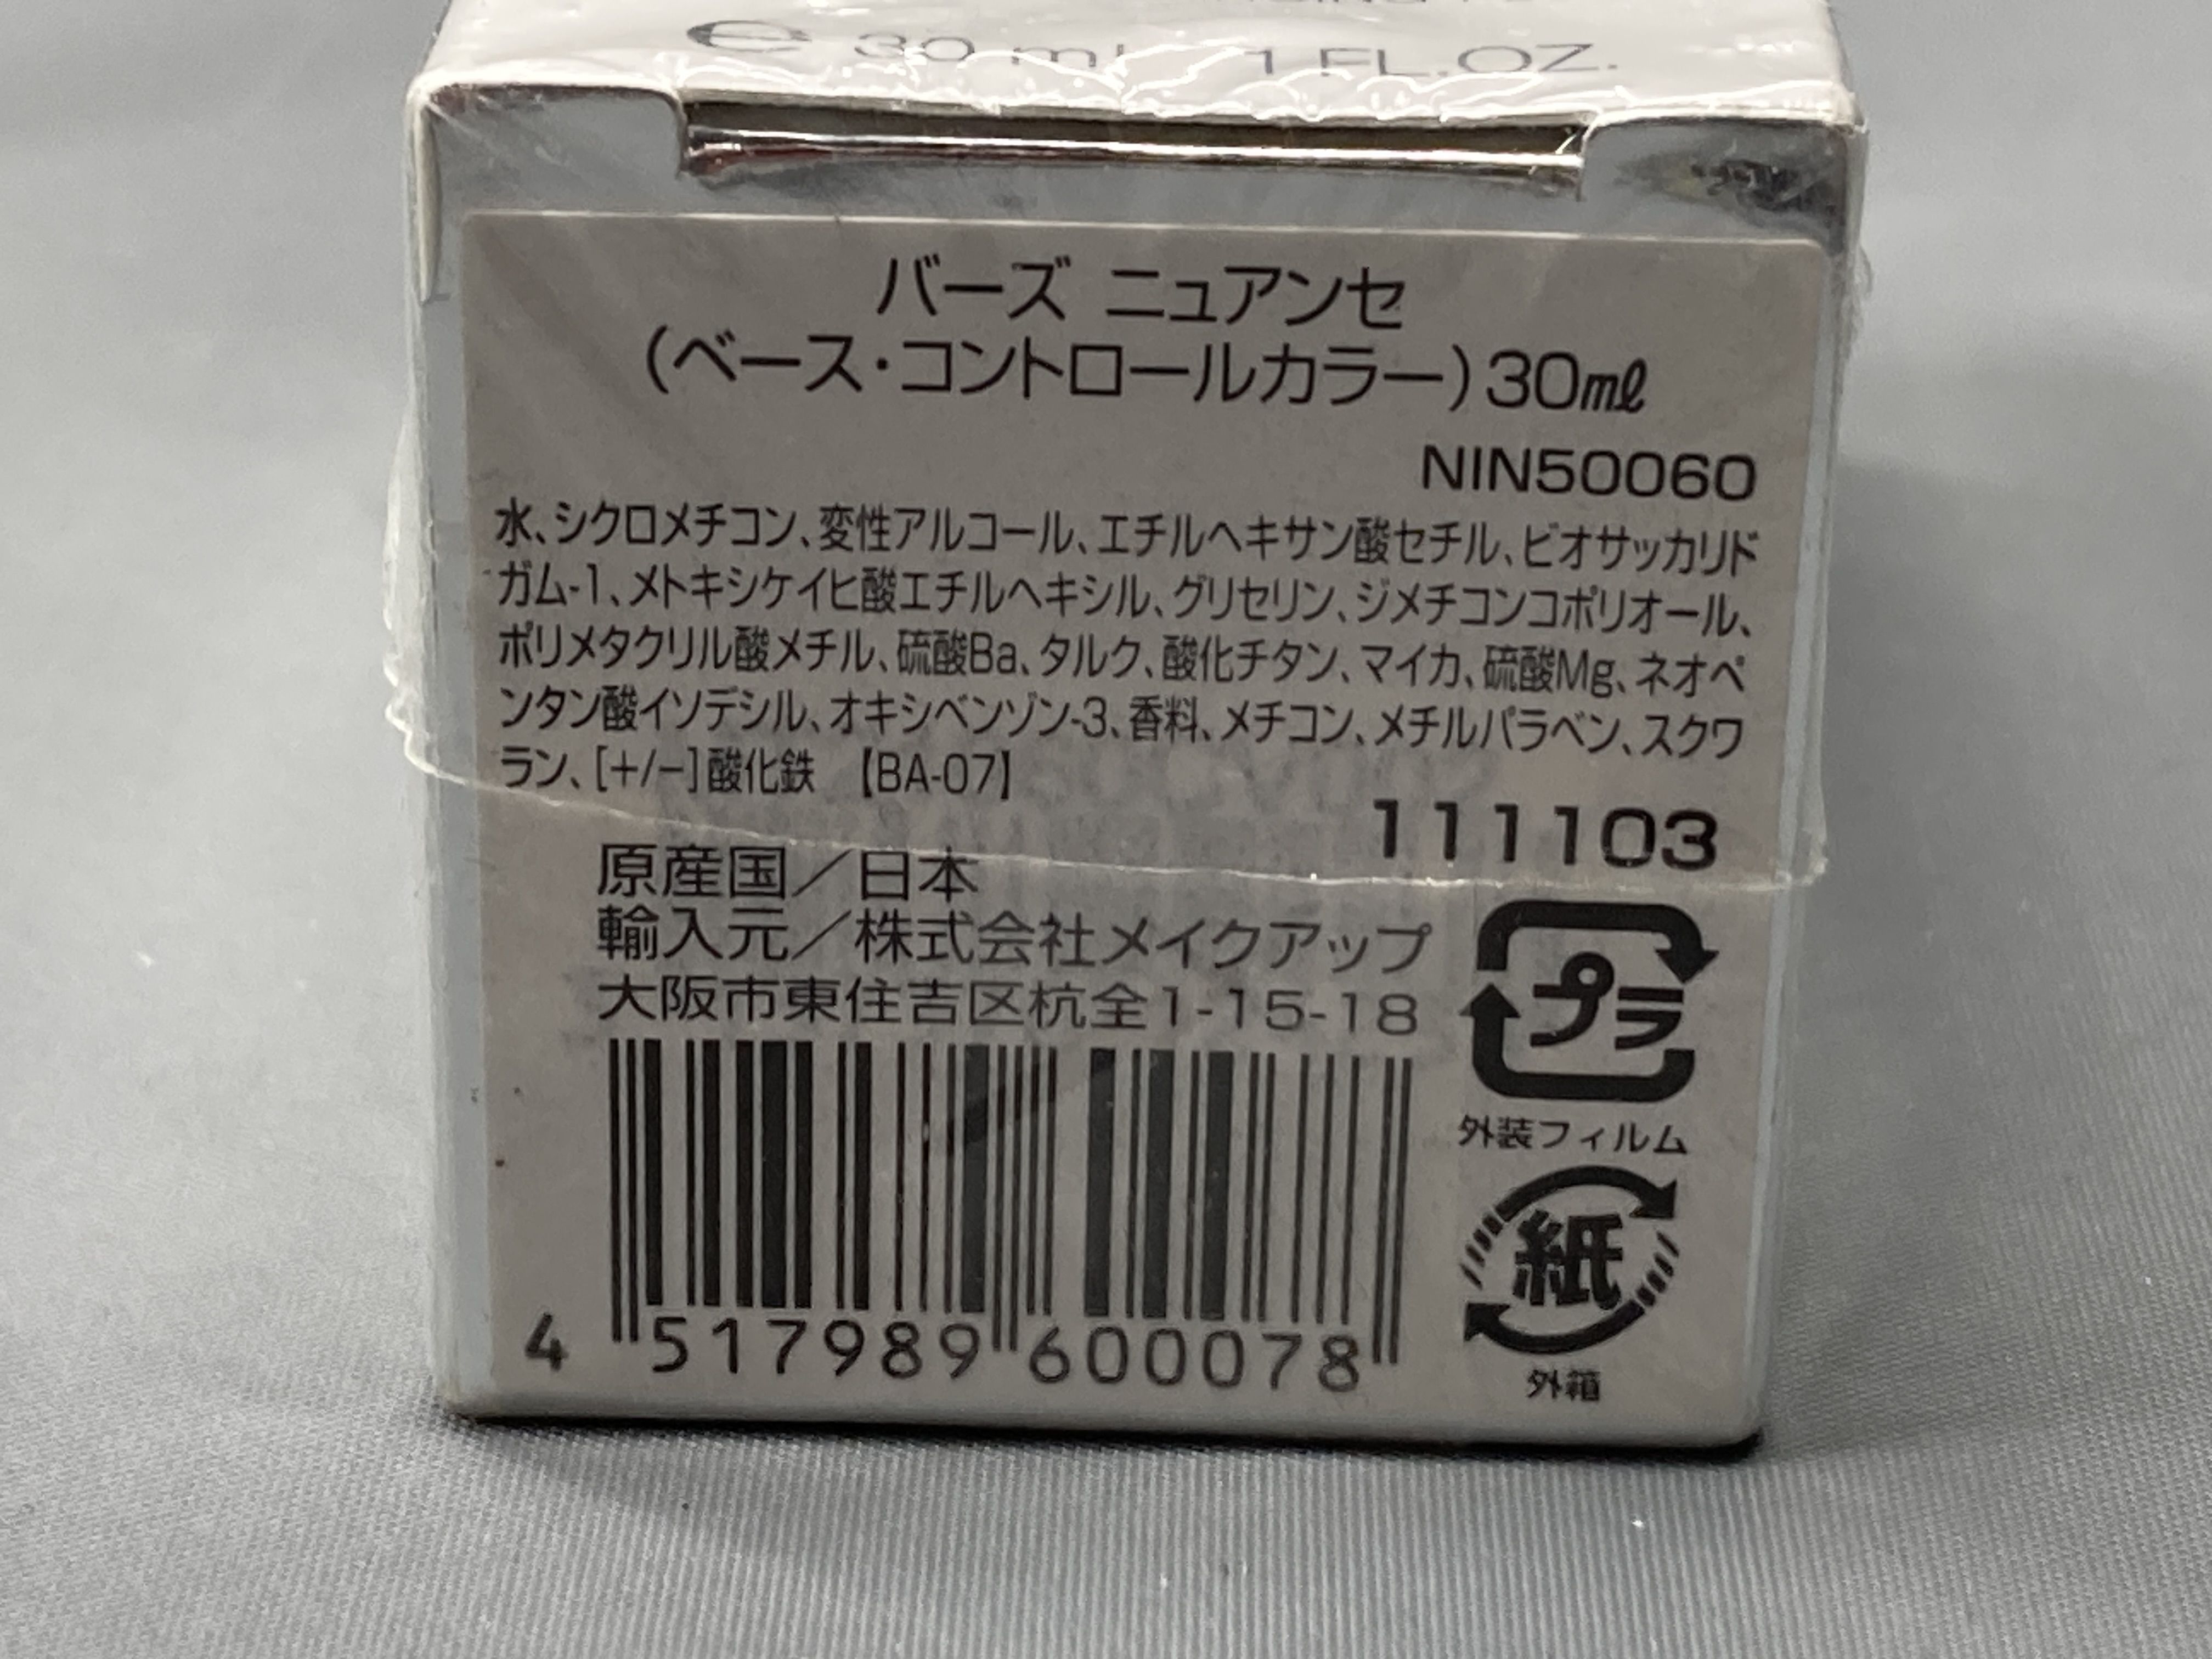 e 30 ml 1 FL.OZ.
バーズ ニュアンセ
（ベース・コントロールカラー）30㎖
NIN50060
水、シクロメチコン、変性アルコール、エチルヘキサン酸セチル、ビオサッカリド
ガム-1、メトキシケイヒ酸エチルヘキシル、グリセリン、ジメチコンコポリオール、
ポリメタクリル酸メチル、硫酸Ba、タルク、酸化チタン、マイカ、硫酸Mg、ネオペ
ンタン酸イソデシル、オキシベンゾン-3、香料、メチコン、メチルパラベン、スクワ
ラン、[+/−]酸化鉄 【BA-07】
111103
原産国／日本
輸入元／株式会社メイクアップ
大阪市東住吉区杭全1-15-18
プラ
外装フィルム
紙
外箱
4 517989 600078